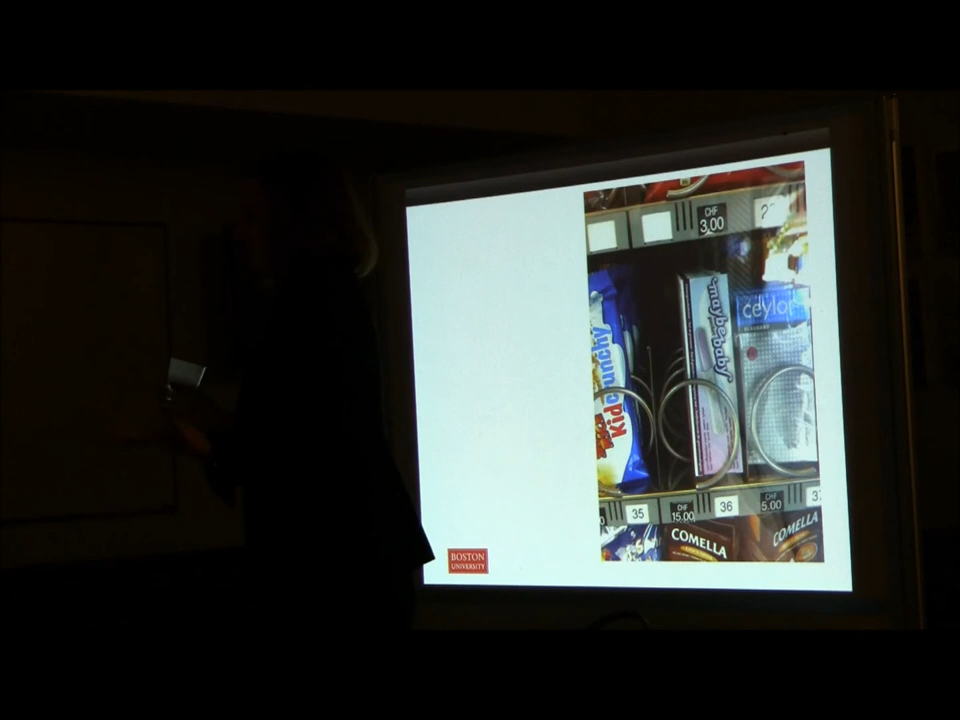 CHF
3.00
maybebaby
ceylor
Kid
crunchy
35
CHF
15.00
36
CHF
5.00
COMELLA
COMELLA
BOSTON
UNIVERSITY